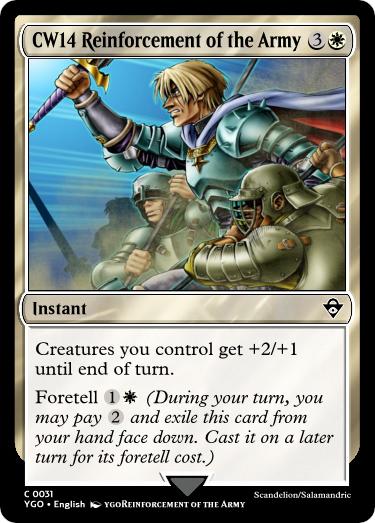 CW14 Reinforcement of the Army 3
Instant
Creatures you control get +2/+1
until end of turn.
Foretell 1 (During your turn, you
may pay 2 and exile this card from
your hand face down. Cast it on a later
turn for its foretell cost.)
C 0031
YGO • English YGOREINFORCEMENT OF THE ARMY
Scandelion/Salamandric